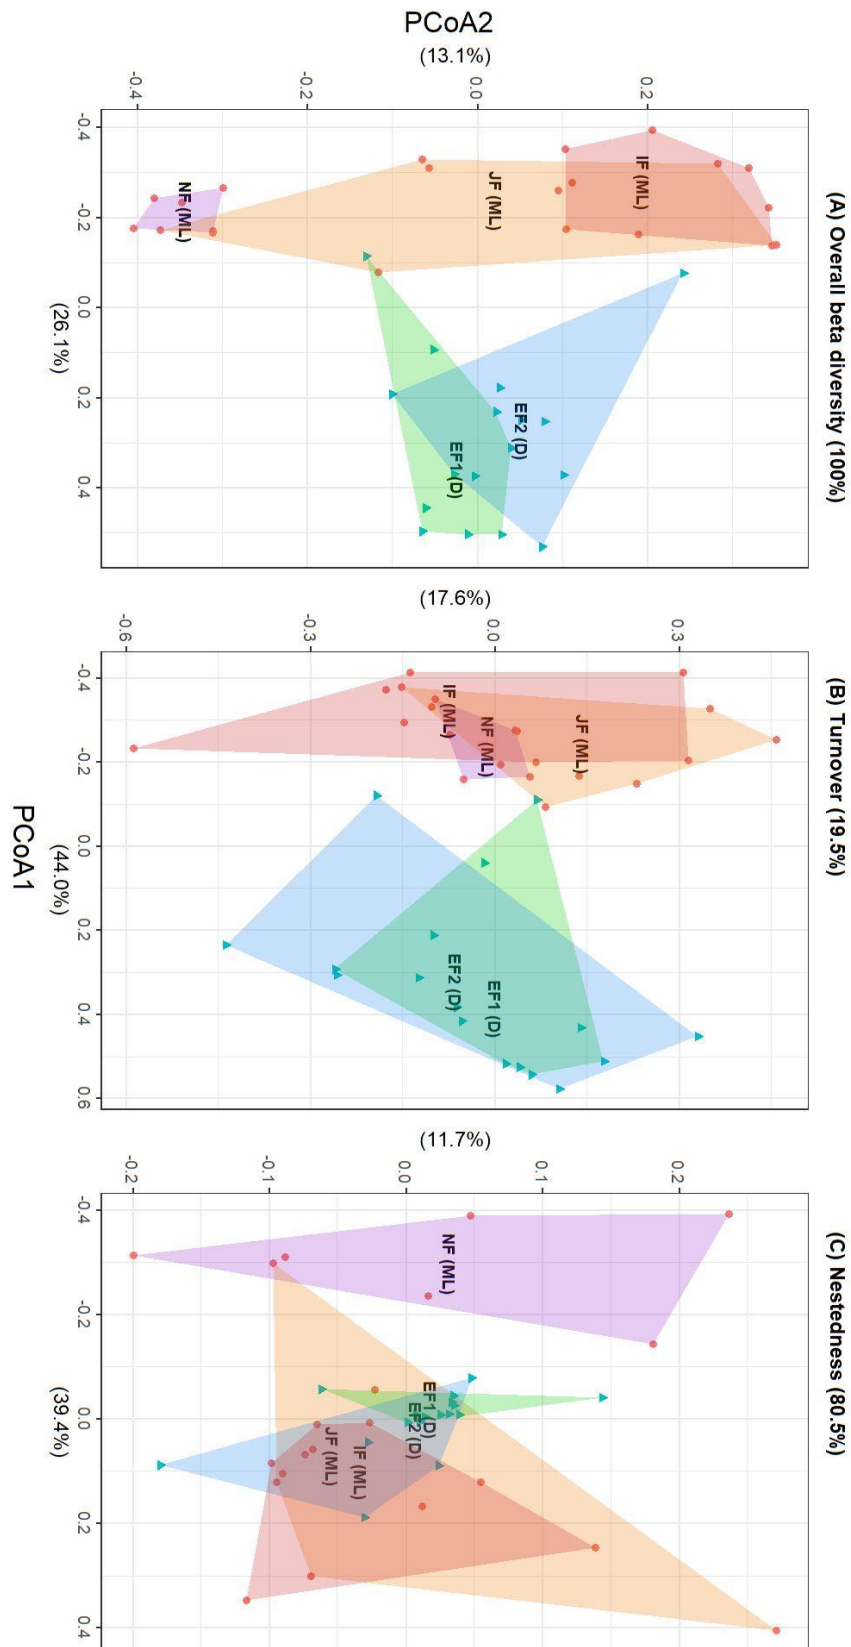 (A) Overall beta diversity (100%)
PCoA2
(13.1%)
0.2
0.0
-0.2
-0.4
IF (ML)
JF (ML)
NF (ML)
EF2 (D)
EF1 (D)
-0.4
-0.2
0.0
0.2
0.4
(26.1%)
(B) Turnover (19.5%)
(17.6%)
0.3
0.0
-0.3
-0.6
JF (ML)
NF (ML)
IF (ML)
EF1 (D)
EF2 (D)
-0.4
-0.2
0.0
0.2
0.4
0.6
(44.0%)
PCoA1
(C) Nestedness (80.5%)
(11.7%)
0.2
0.1
0.0
-0.1
-0.2
NF (ML)
EF1 (D)
EF2 (D)
IF (ML)
JF (ML)
-0.4
-0.2
0.0
0.2
0.4
(39.4%)